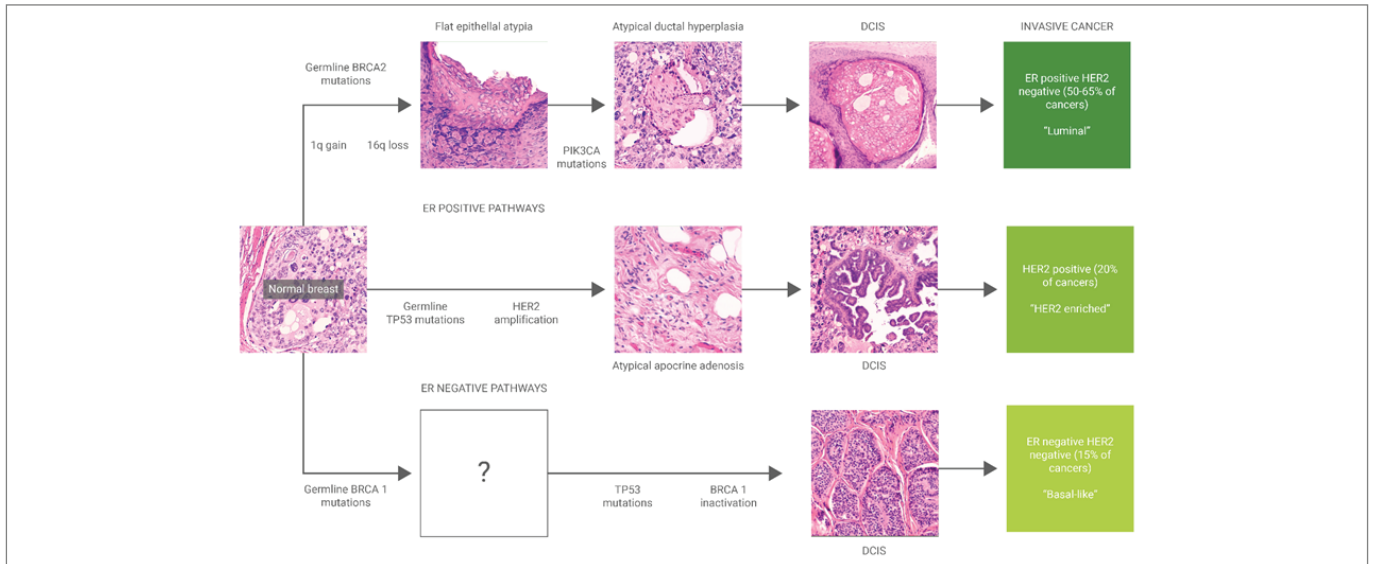 Flat epithellal atypia
Atypical ductal hyperplasia
DCIS
INVASIVE CANCER
Germline BRCA2
mutations
1q gain
16q loss
PIK3CA
mutations
ER positive HER2
negative (50-65% of
cancers)
"Luminal"
ER POSITIVE PATHWAYS
Normal breast
Germline
TP53 mutations
HER2
amplification
Atypical apocrine adenosis
DCIS
HER2 positive (20%
of cancers)
"HER2 enriched"
ER NEGATIVE PATHWAYS
Germline BRCA 1
mutations
?
TP53
mutations
BRCA 1
inactivation
DCIS
ER negative HER2
negative (15% of
cancers)
"Basal-like"